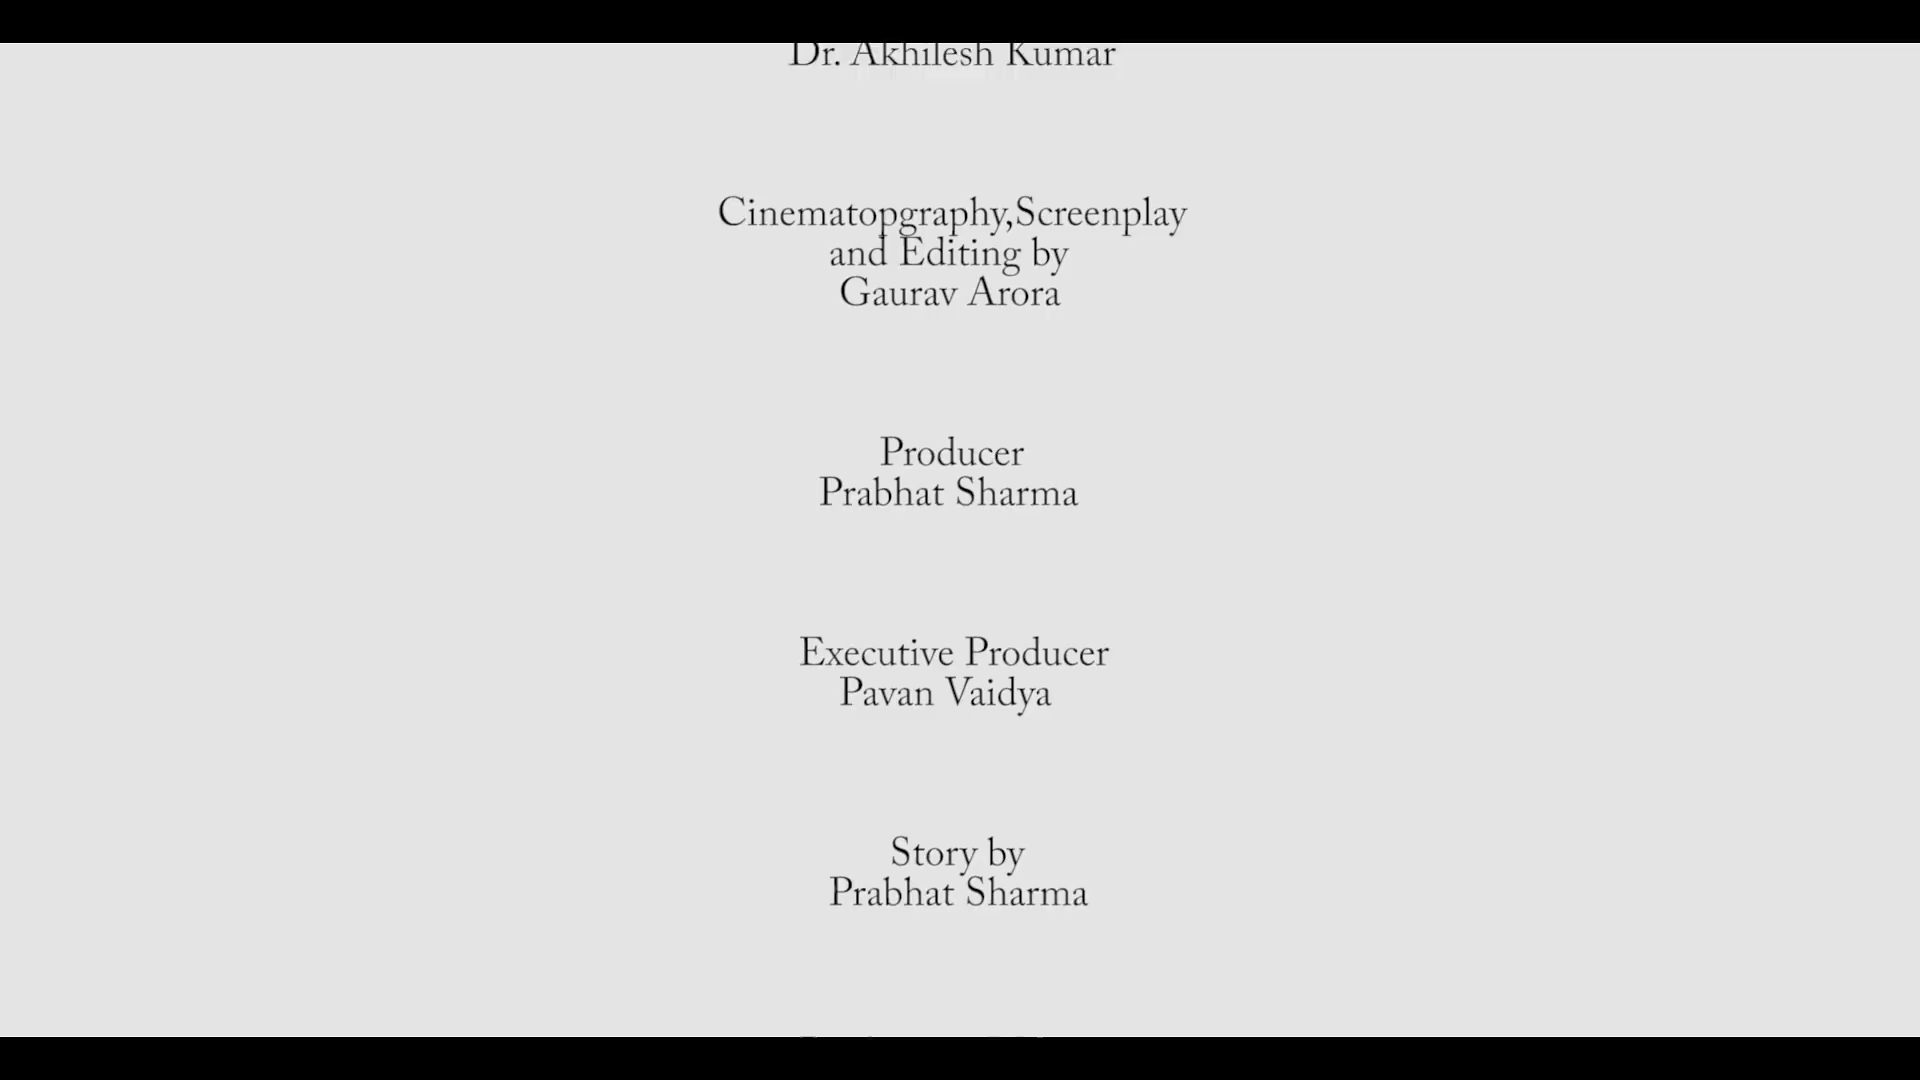 Dr. Akhilesh Kumar
Cinematopgraphy,Screenplay
and Editing by
Gaurav Arora
Producer
Prabhat Sharma
Executive Producer
Pavan Vaidya
Story by
Prabhat Sharma